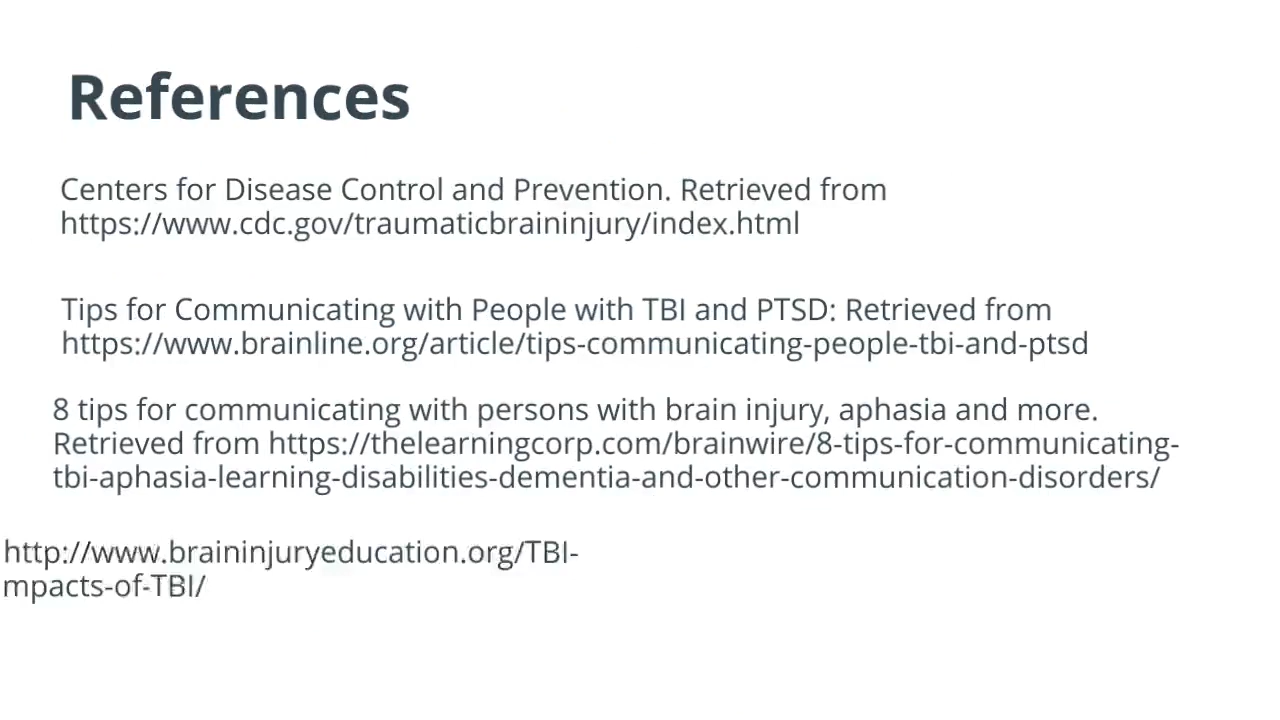 References
Centers for Disease Control and Prevention. Retrieved from
https://www.cdc.gov/traumaticbraininjury/index.html
Tips for Communicating with People with TBI and PTSD: Retrieved from
https://www.brainline.org/article/tips-communicating-people-tbi-and-ptsd
8 tips for communicating with persons with brain injury, aphasia and more.
Retrieved from https://thelearningcorp.com/brainwire/8-tips-for-communicating-
tbi-aphasia-learning-disabilities-dementia-and-other-communication-disorders/
http://www.braininjuryeducation.org/TBI-
mpacts-of-TBI/